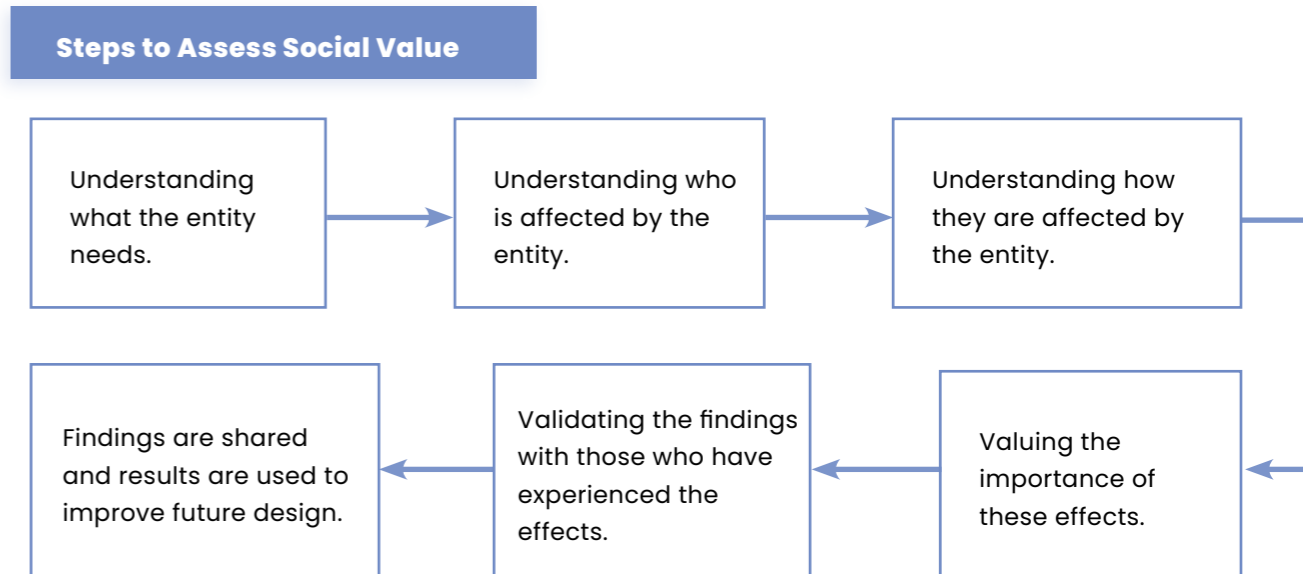 Steps to Assess Social Value
Understanding
what the entity
needs.
Understanding who
is affected by the
entity.
Understanding how
they are affected by
the entity.
Valuing the
importance of
these effects.
Validating the findings
with those who have
experienced the
effects.
Findings are shared
and results are used to
improve future design.